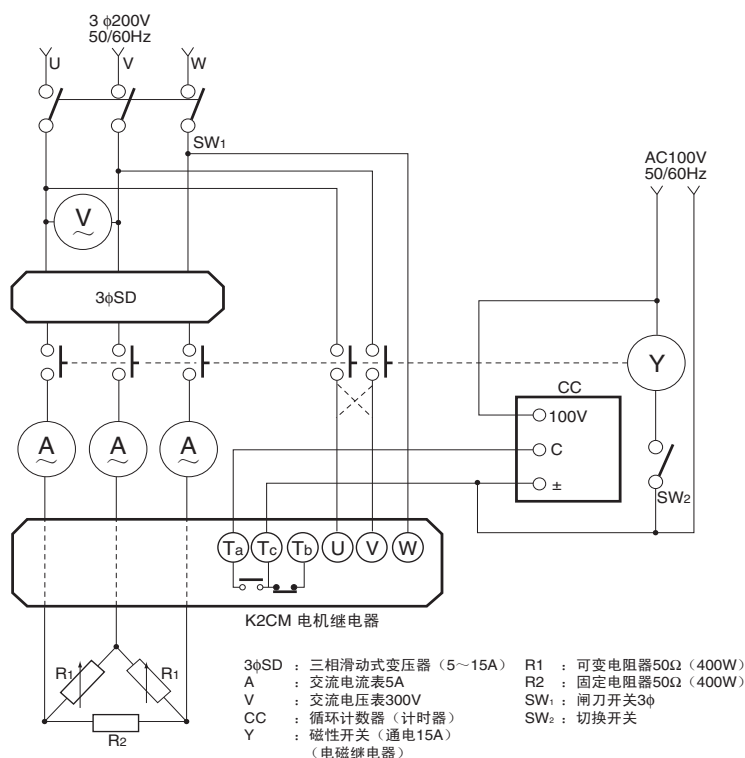 3 ϕ200V
50/60Hz
U
V
W
SW₁
AC100V
50/60Hz
V
3ϕSD
Y
CC
100V
C
±
SW₂
A
A
A
Ta
Tc
Tb
U
V
W
K2CM 电机继电器
R1
R1
R2
3ϕSD ：三相滑动式变压器（5～15A）
A ：交流电流表5A
V ：交流电压表300V
CC ：循环计数器（计时器）
Y ：磁性开关（通电15A）
（电磁继电器）
R1 ：可变电阻器50Ω（400W）
R2 ：固定电阻器50Ω（400W）
SW₁ ：闸刀开关3ϕ
SW₂ ：切换开关